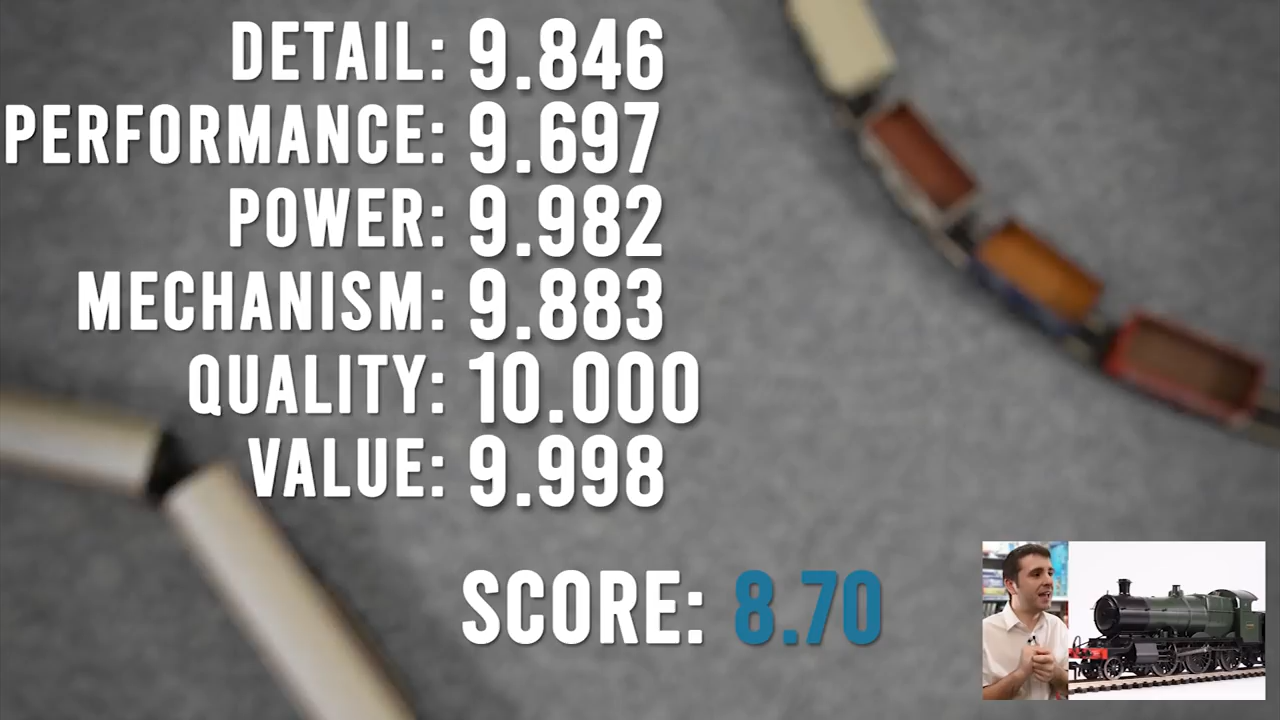 DETAIL: 9.846
PERFORMANCE: 9.697
POWER: 9.982
MECHANISM: 9.883
QUALITY: 10.000
VALUE: 9.998
SCORE: 8.70